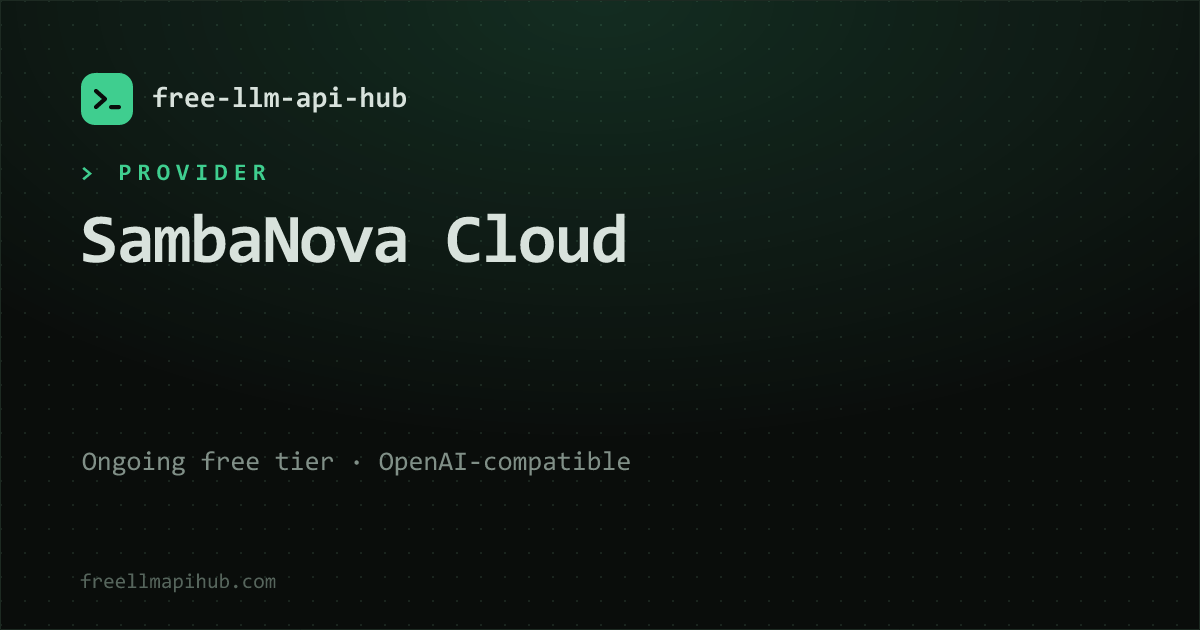 >_ free-llm-api-hub
> PROVIDER
SambaNova Cloud
Ongoing free tier · OpenAI-compatible
freellmapihub.com